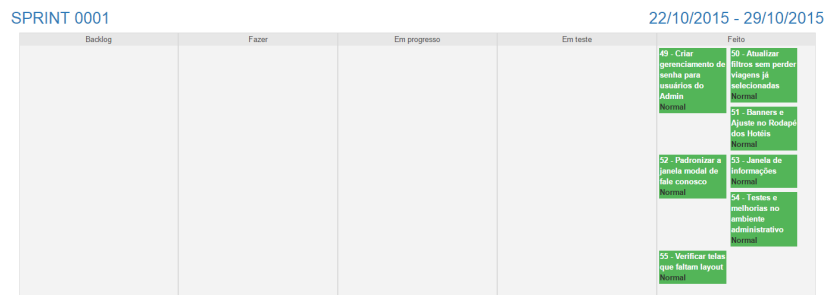 SPRINT 0001
22/10/2015 - 29/10/2015
Backlog
Fazer
Em progresso
Em teste
Feito
49 - Criar
gerenciamento de
senha para
usuários do
Admin
Normal
50 - Atualizar
filtros sem perder
viagens já
selecionadas
Normal
51 - Banners e
Ajuste no Rodapé
dos Hotéis
Normal
52 - Padronizar a
janela modal de
fale conosco
Normal
53 - Janela de
informações
Normal
54 - Testes e
melhorias no
ambiente
administrativo
Normal
55 - Verificar telas
que faltam layout
Normal